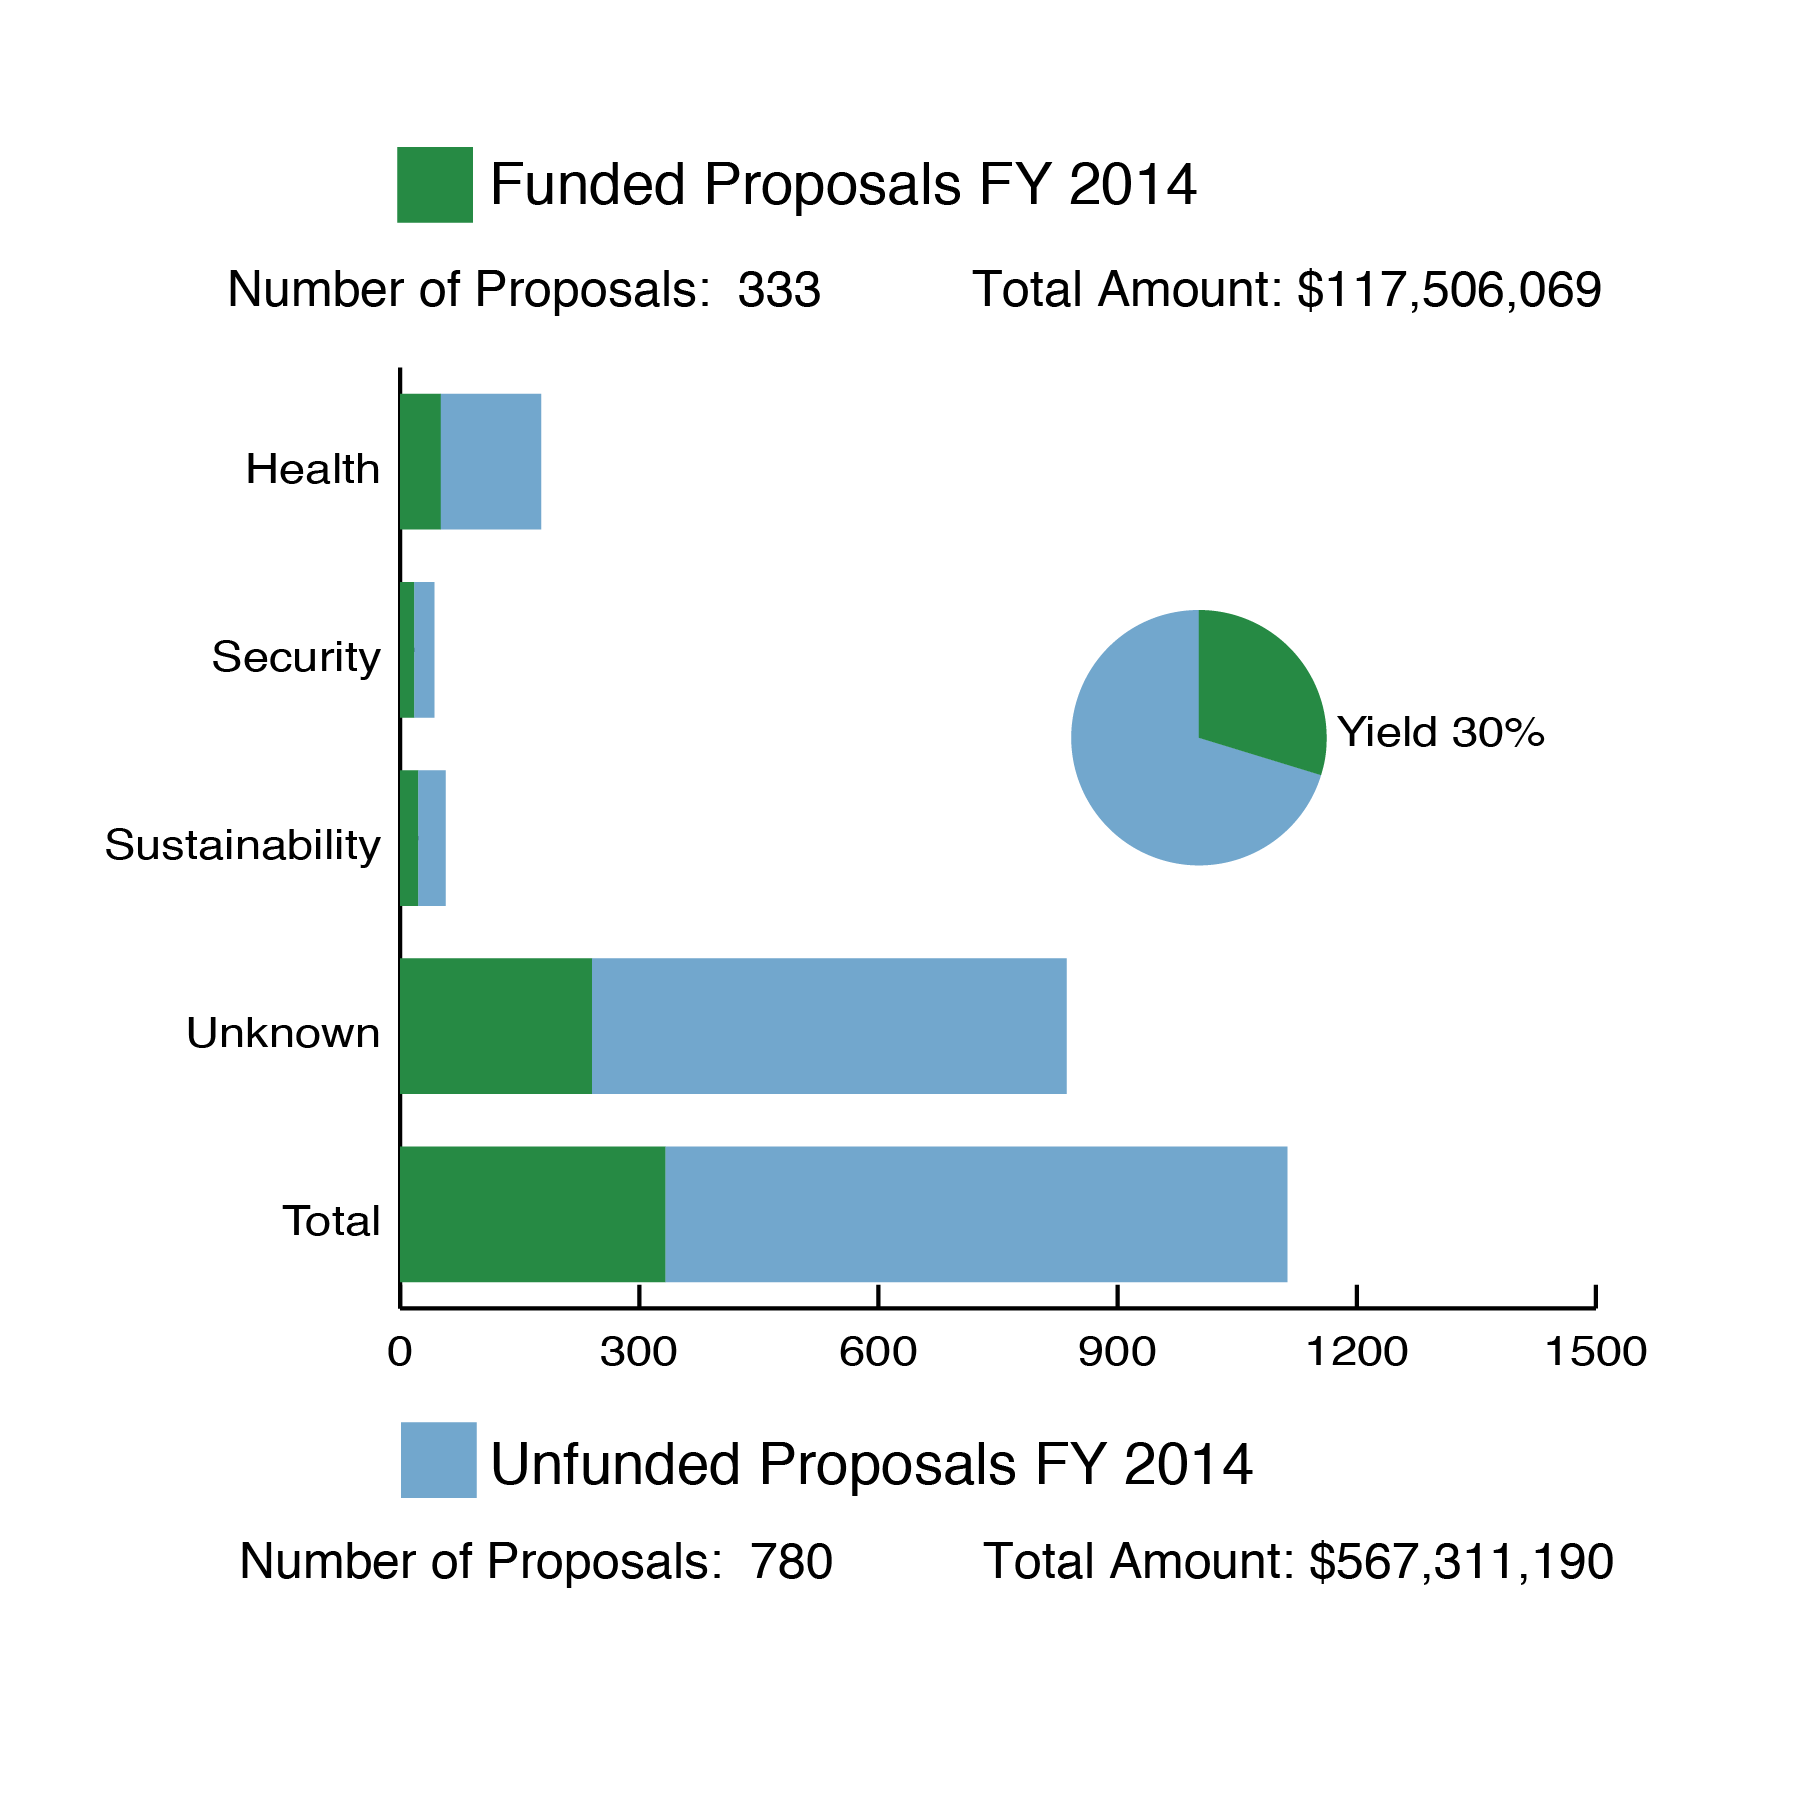 Funded Proposals FY 2014
Number of Proposals:  333
Total Amount: $117,506,069
Health
Security
Sustainability
Unknown
Total
Yield 30%
0 300 600 900 1200 1500
Unfunded Proposals FY 2014
Number of Proposals:  780
Total Amount: $567,311,190